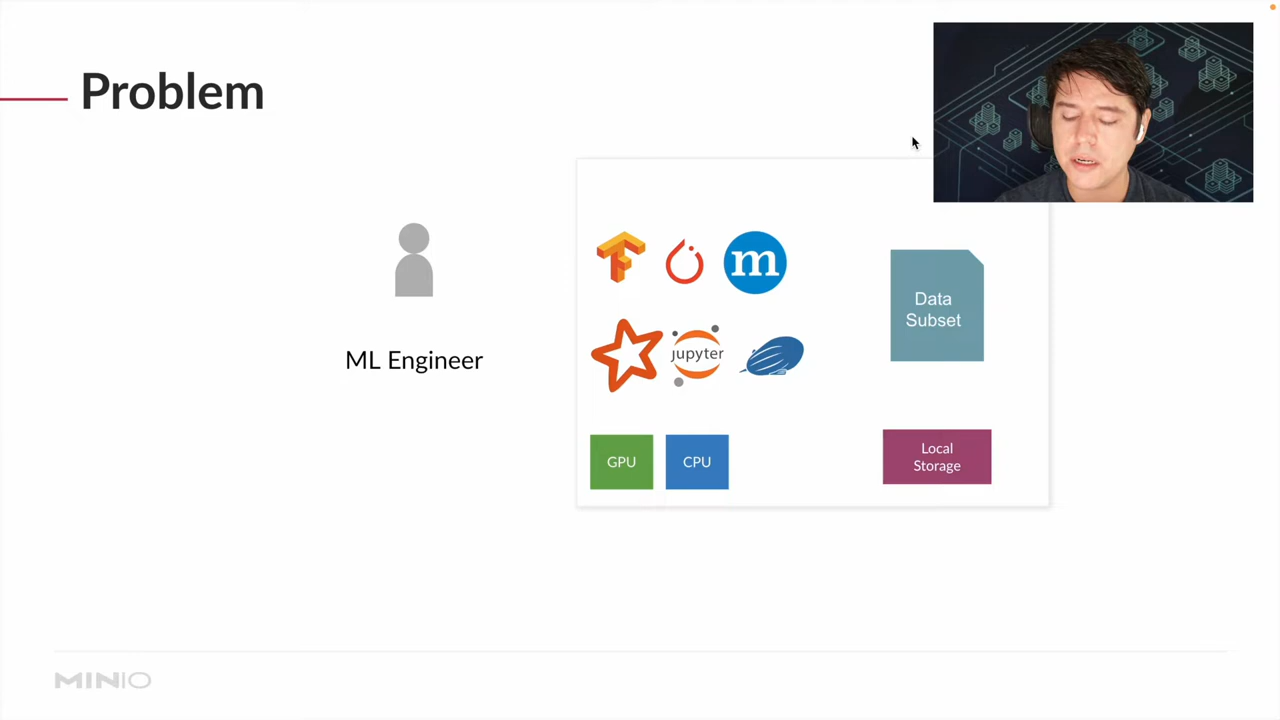 Problem
m
Data
Subset
jupyter
ML Engineer
GPU
CPU
Local
Storage
MINIO